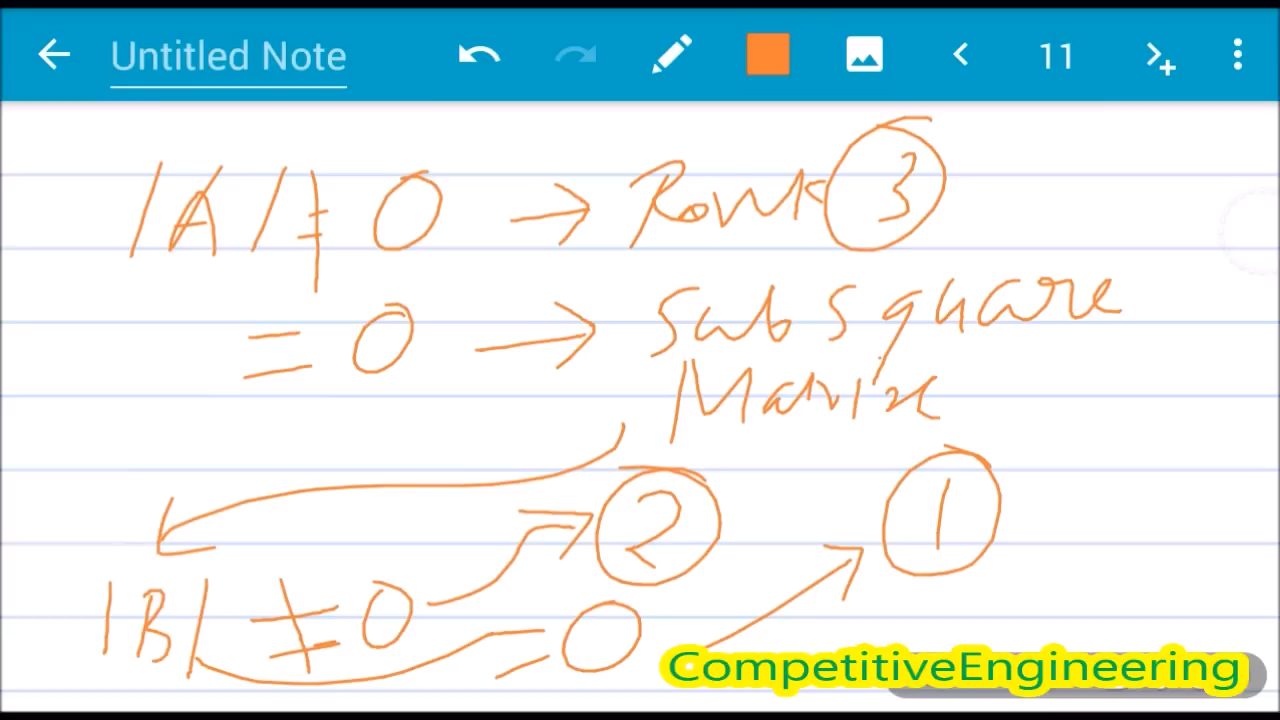 Untitled Note 11
|A| ≠ 0 → Rank 3
= 0 → Sub square
Matrix
2 1
|B| ≠ 0 = 0
CompetitiveEngineering